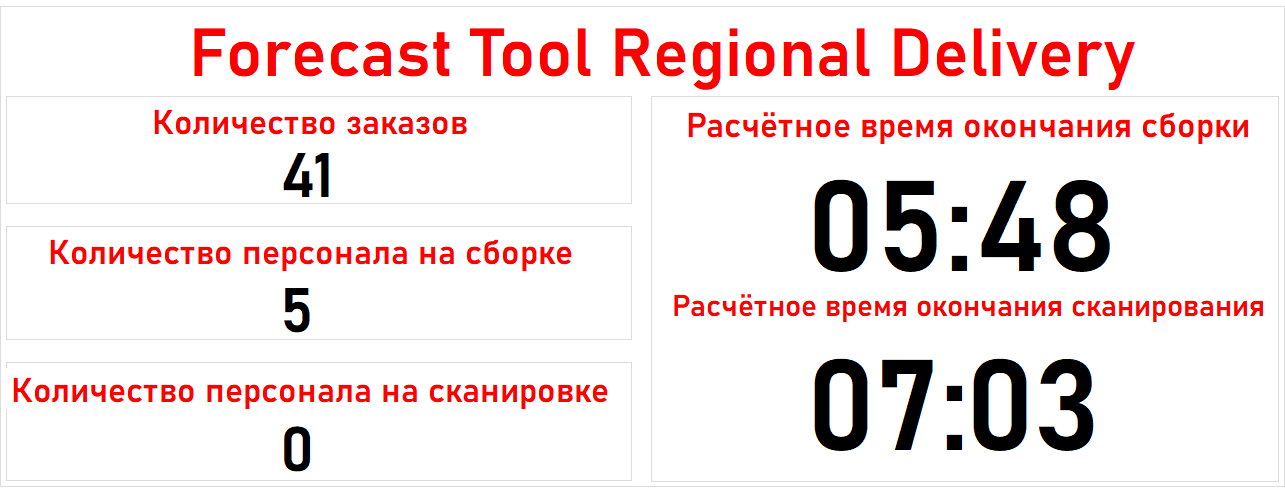 Forecast Tool Regional Delivery
Количество заказов
41
Количество персонала на сборке
5
Количество персонала на сканировке
0
Расчётное время окончания сборки
05:48
Расчётное время окончания сканирования
07:03